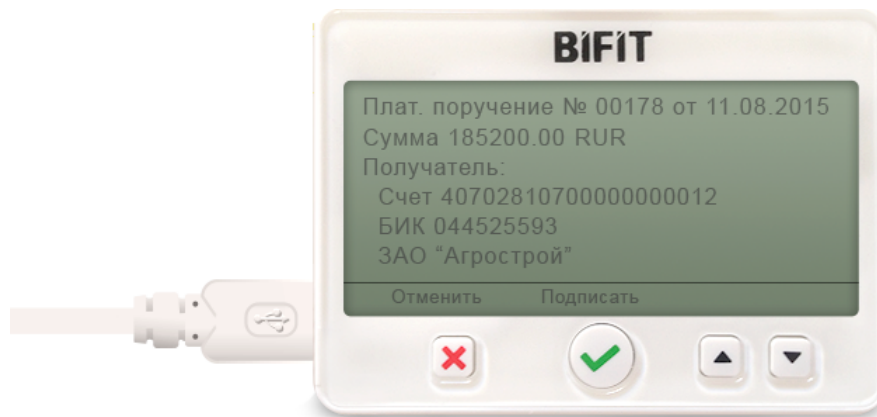 BIFIT
Плат. поручение № 00178 от 11.08.2015
Сумма 185200.00 RUR
Получатель:
Счет 40702810700000000012
БИК 044525593
ЗАО “Агрострой”
Отменить Подписать